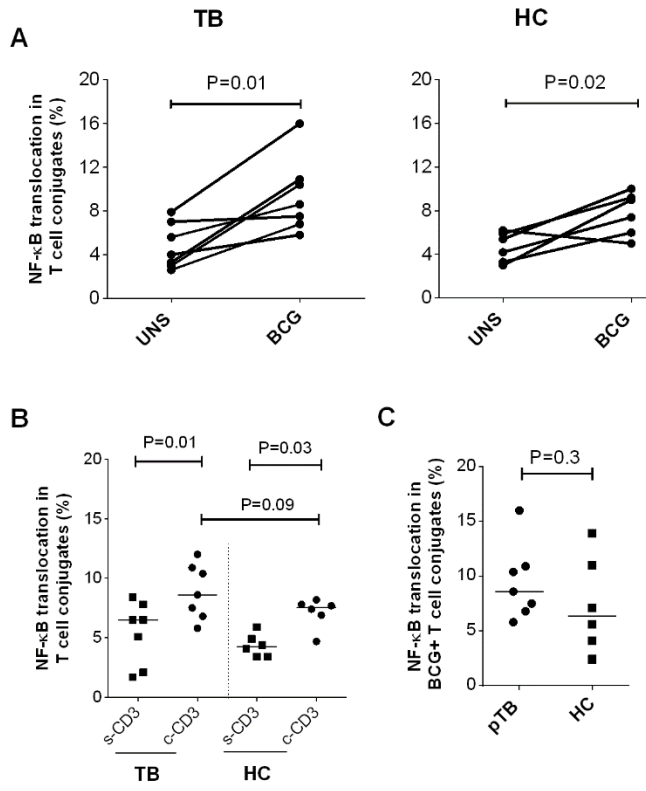 TB
HC
A
P=0.01
P=0.02
20
16
12
8
4
0
NF-κB translocation in
T cell conjugates (%)
UNS
BCG
20
16
12
8
4
0
UNS
BCG
B
P=0.01
P=0.03
P=0.09
20
15
10
5
0
NF-κB translocation in
T cell conjugates (%)
s-CD3
c-CD3
s-CD3
c-CD3
TB
HC
C
P=0.3
20
15
10
5
0
NF-κB translocation in
BCG+ T cell conjugates (%)
pTB
HC